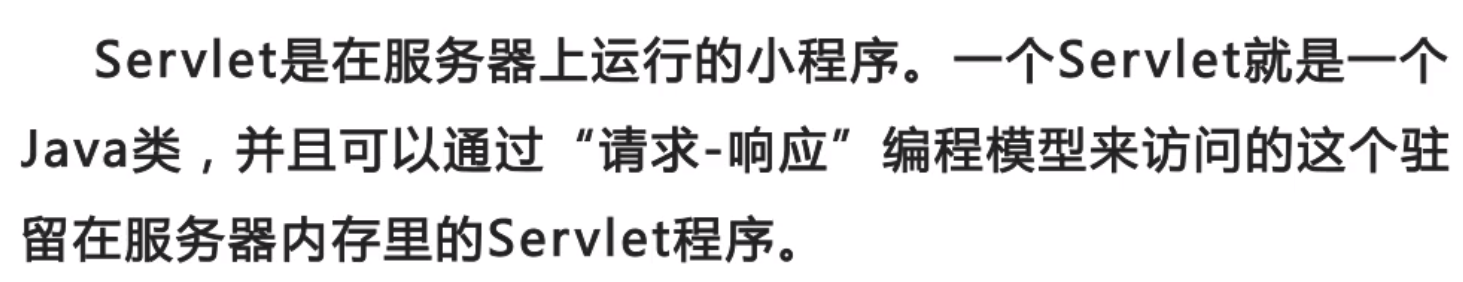 Servlet是在服务器上运行的小程序。一个Servlet就是一个
Java类，并且可以通过“请求-响应”编程模型来访问的这个驻
留在服务器内存里的Servlet程序。